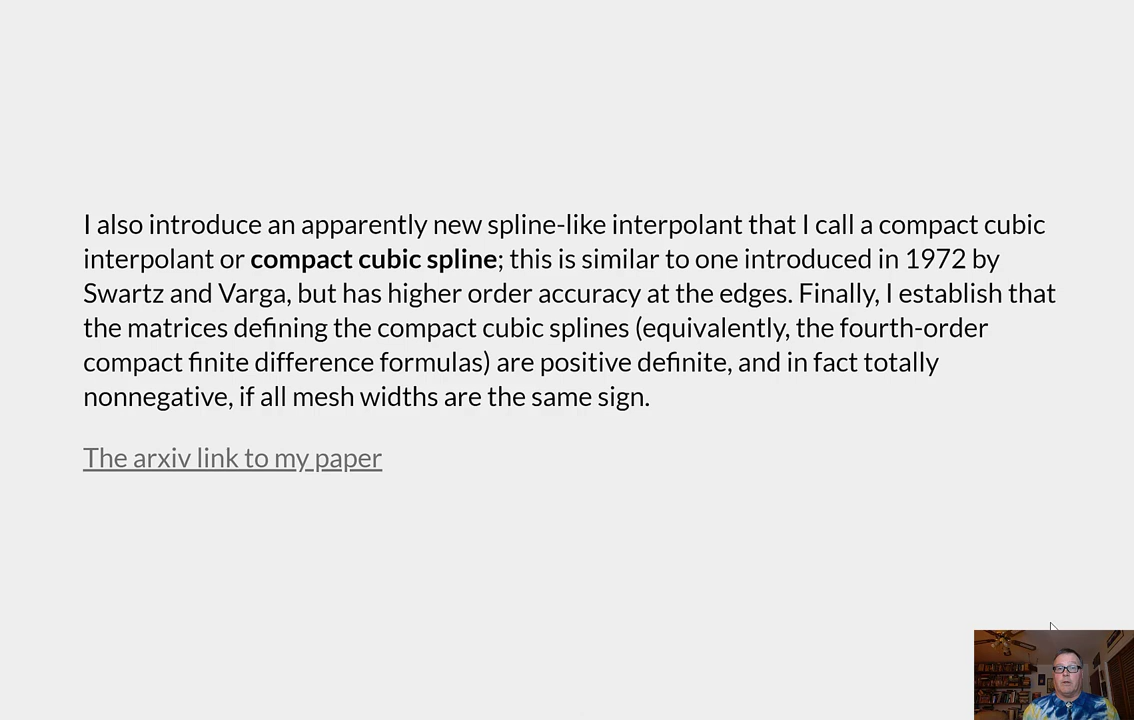 I also introduce an apparently new spline-like interpolant that I call a compact cubic
interpolant or compact cubic spline; this is similar to one introduced in 1972 by
Swartz and Varga, but has higher order accuracy at the edges. Finally, I establish that
the matrices defining the compact cubic splines (equivalently, the fourth-order
compact finite difference formulas) are positive definite, and in fact totally
nonnegative, if all mesh widths are the same sign.
The arxiv link to my paper